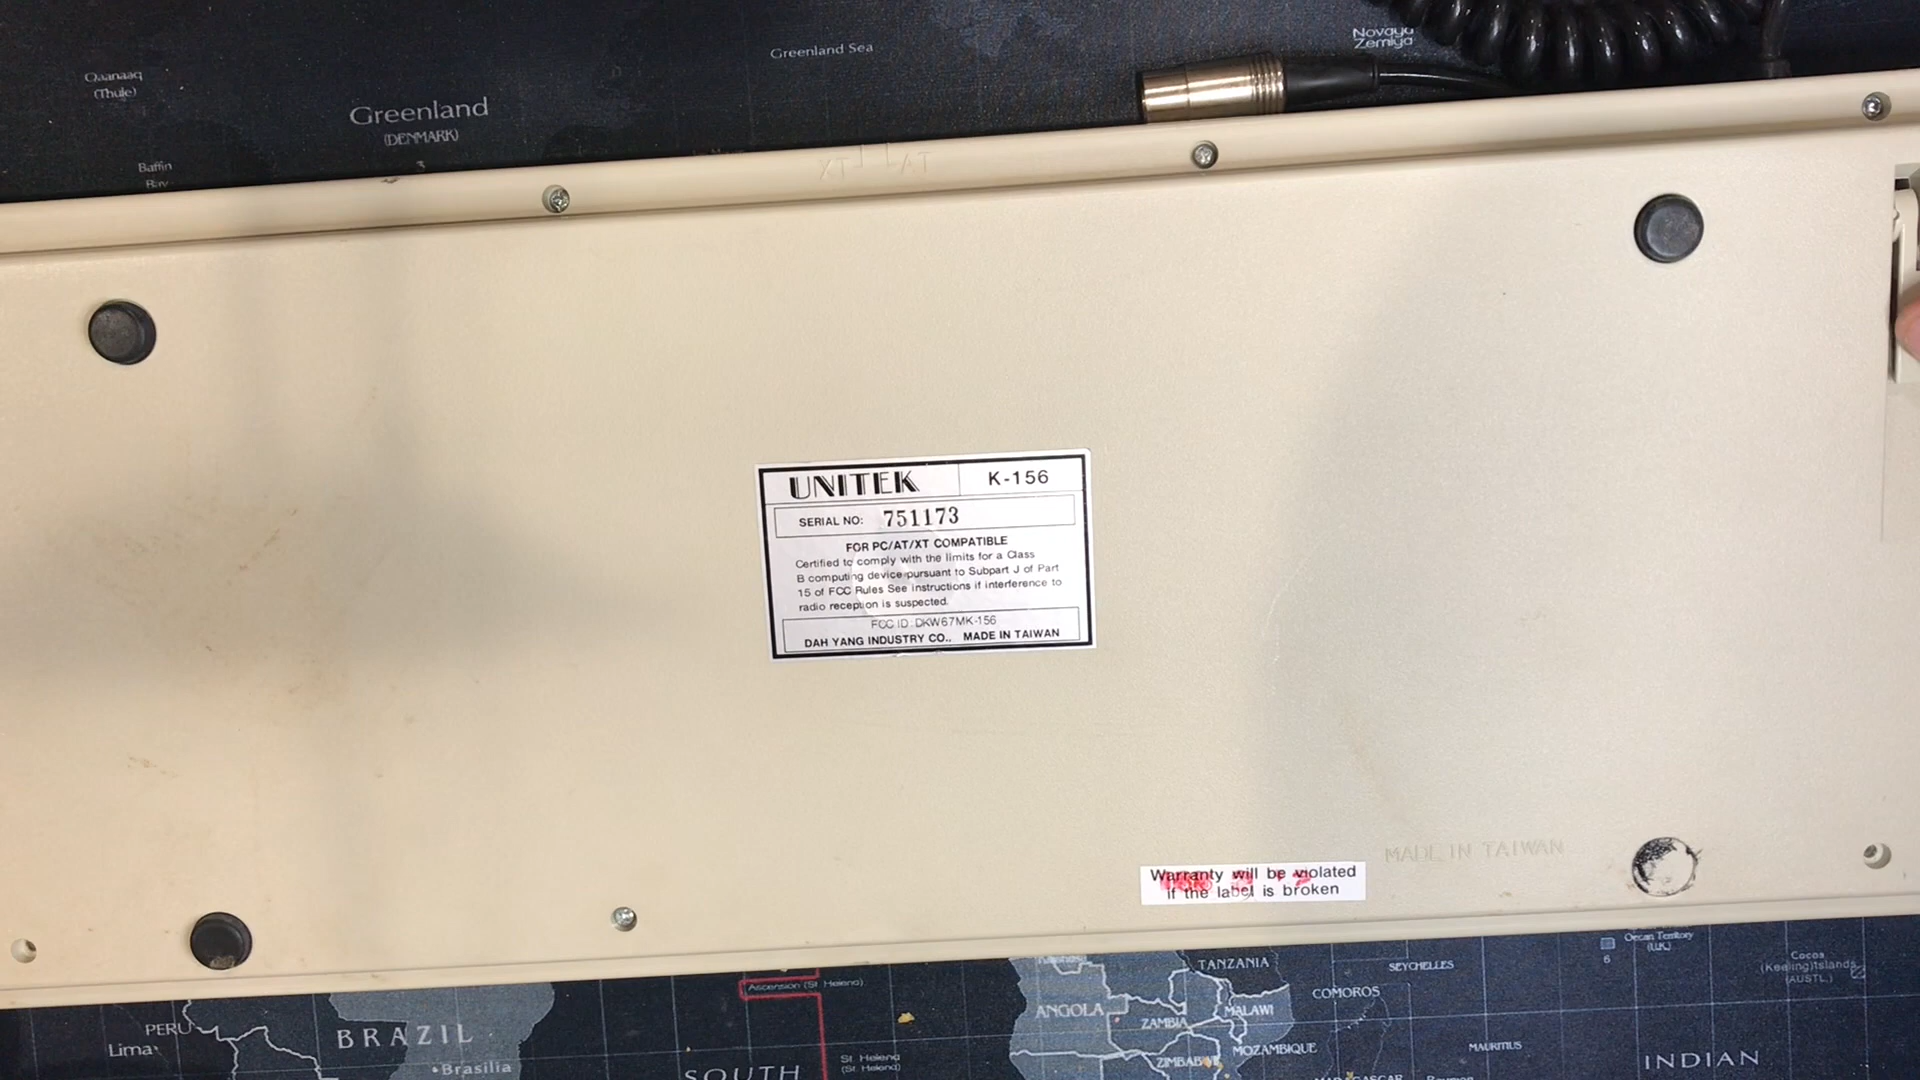 Greenland Sea
Novaya
Zemlya
Qaanaaq
(Thule)
Greenland
(DENMARK)
Baffin
Bay
XT AT
UNITEK K-156
SERIAL NO: 751173
FOR PC/AT/XT COMPATIBLE
Certified to comply with the limits for a Class
B computing device pursuant to Subpart J of Part
15 of FCC Rules See instructions if interference to
radio reception is suspected.
FCC ID: DKW67MK-156
DAH YANG INDUSTRY CO., MADE IN TAIWAN
MADE IN TAIWAN
Warranty will be violated
if the label is broken
Ocean Territory
(U.K.)
6
Cocos
(Keeling)Islands
(AUSTL.)
TANZANIA
SEYCHELLES
Ascension (St Helena)
COMOROS
ANGOLA
MALAWI
ZAMBIA
PERU
Lima
BRAZIL
Brasilia
St Helena
(St Helena)
SOUTH
ZIMBABWE
MOZAMBIQUE
MAURITIUS
INDIAN